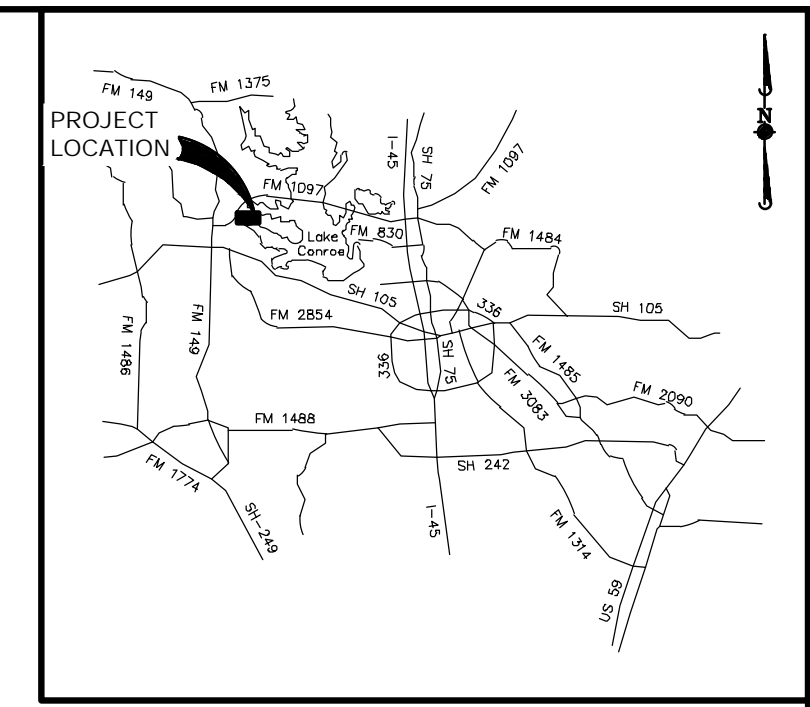 FM 149
FM 1375
PROJECT
LOCATION
N
I-45
SH 75
FM 1097
FM 1097
Lake
Conroe
FM 830
FM 1484
SH 105
336
SH 105
FM 2854
FM 1486
FM 149
336
SH 75
FM 1485
FM 3083
FM 2090
FM 1488
SH 242
FM 1774
SH-249
I-45
FM 1314
US 59